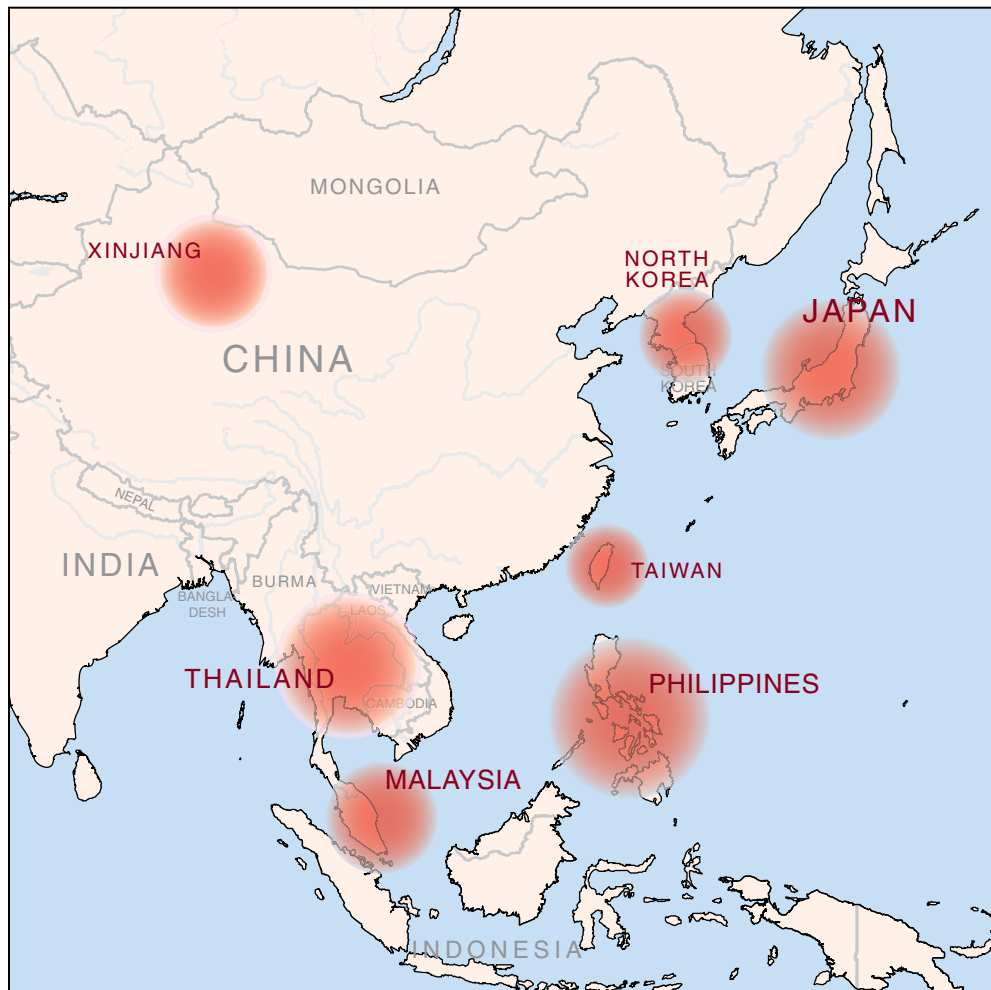 MONGOLIA
XINJIANG
NORTH
KOREA
JAPAN
CHINA
SOUTH
KOREA
NEPAL
INDIA
BURMA
BANGLA
DESH
VIETNAM
LAOS
TAIWAN
THAILAND
CAMBODIA
PHILIPPINES
MALAYSIA
INDONESIA